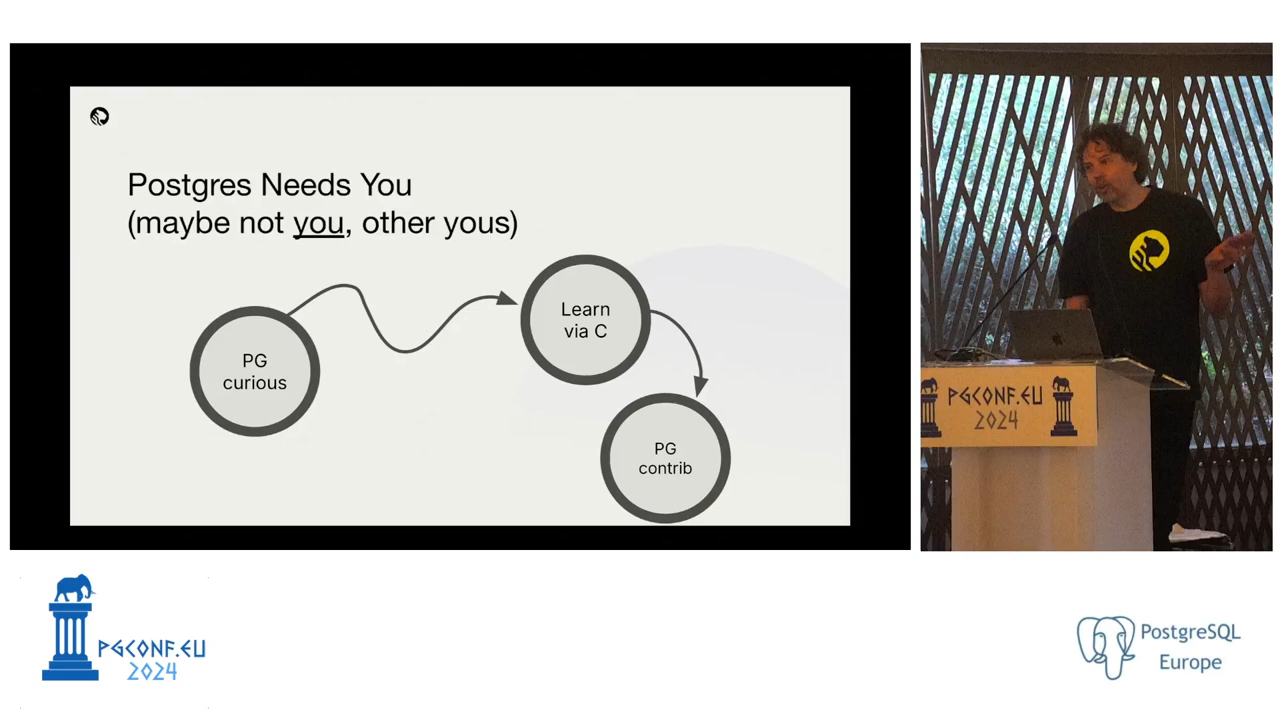 Postgres Needs You
(maybe not you, other yous)
PG
curious
Learn
via C
PG
contrib
PGCONF.EU
2024
PGCONF.EU
2024
PostgreSQL
Europe